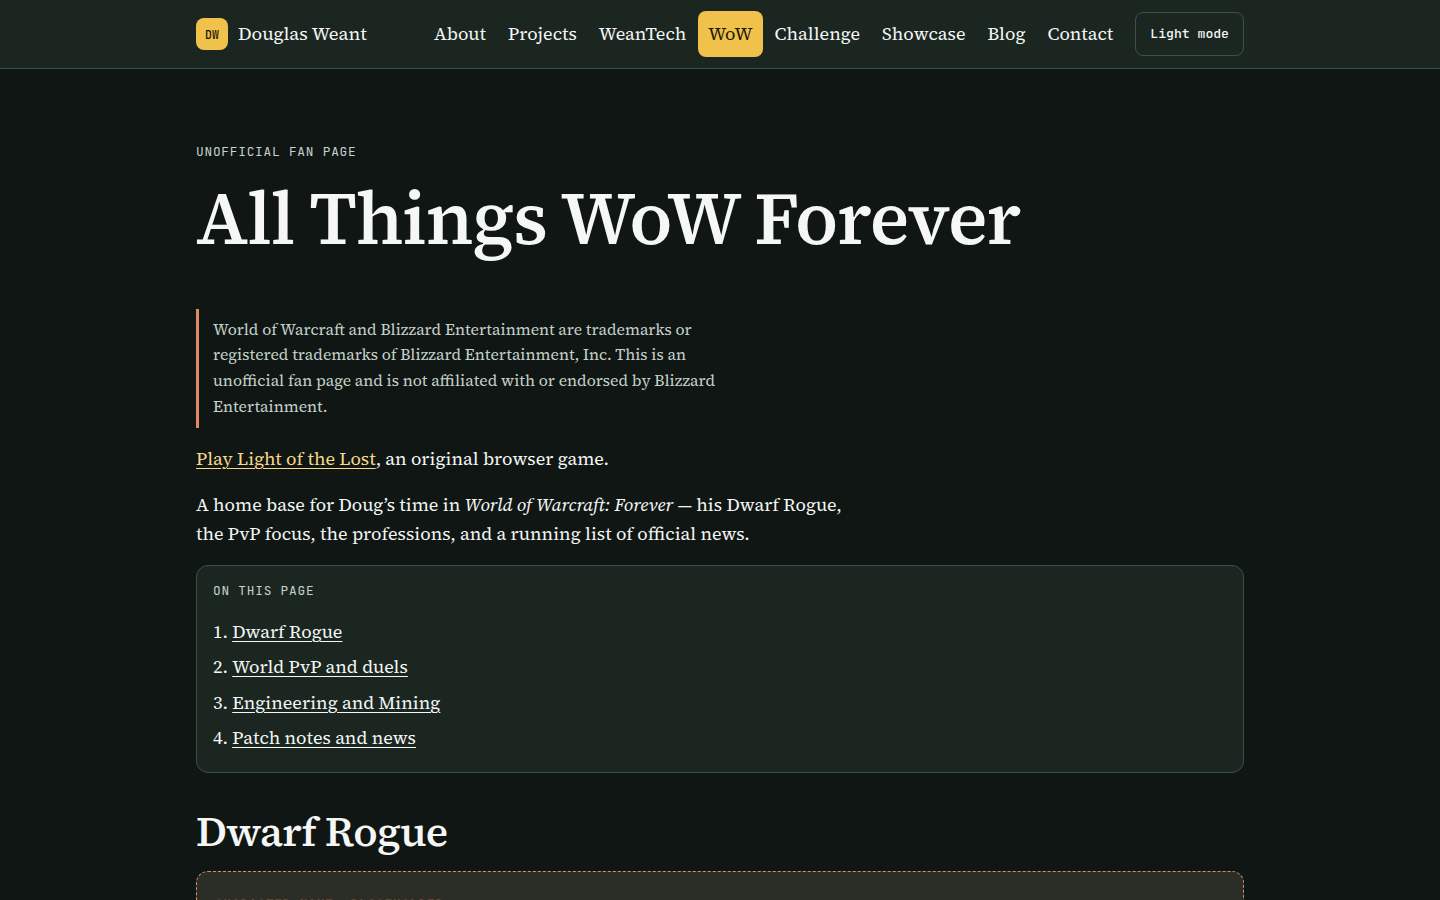 DW Douglas Weant About Projects WeanTech WoW Challenge Showcase Blog Contact Light mode
UNOFFICIAL FAN PAGE
All Things WoW Forever
World of Warcraft and Blizzard Entertainment are trademarks or
registered trademarks of Blizzard Entertainment, Inc. This is an
unofficial fan page and is not affiliated with or endorsed by Blizzard
Entertainment.
Play Light of the Lost, an original browser game.
A home base for Doug’s time in World of Warcraft: Forever — his Dwarf Rogue,
the PvP focus, the professions, and a running list of official news.
ON THIS PAGE
1. Dwarf Rogue
2. World PvP and duels
3. Engineering and Mining
4. Patch notes and news
Dwarf Rogue